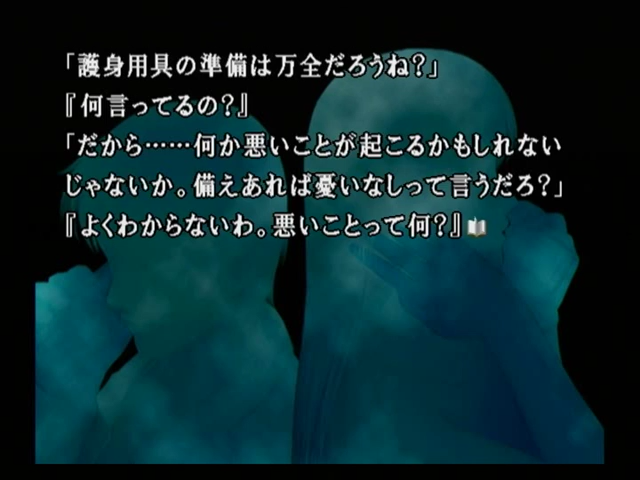 「護身用具の準備は万全だろうね？」
『何言ってるの？』
「だから……何か悪いことが起こるかもしれない
じゃないか。備えあれば憂いなしって言うだろ？」
『よくわからないわ。悪いことって何？』